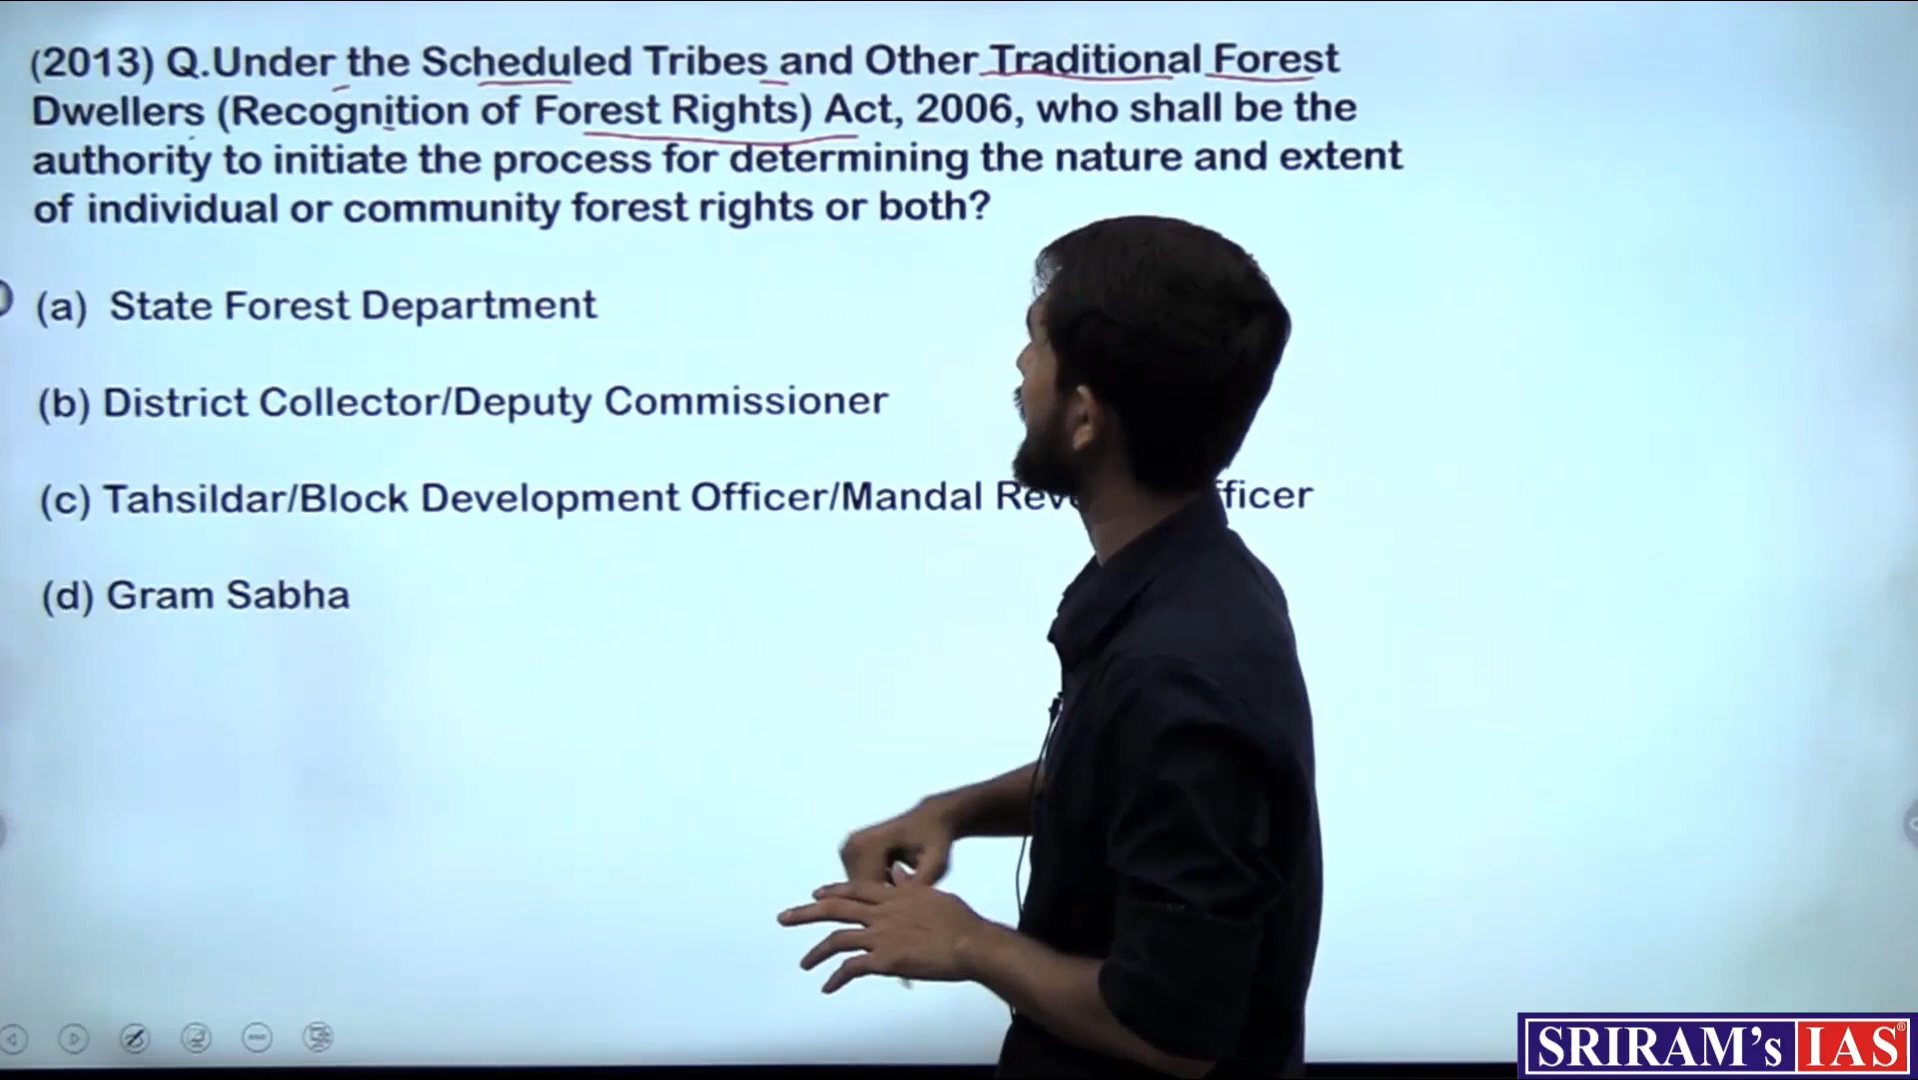 (2013) Q.Under the Scheduled Tribes and Other Traditional Forest
Dwellers (Recognition of Forest Rights) Act, 2006, who shall be the
authority to initiate the process for determining the nature and extent
of individual or community forest rights or both?
(a) State Forest Department
(b) District Collector/Deputy Commissioner
(c) Tahsildar/Block Development Officer/Mandal
(d) Gram Sabha
SRIRAM's IAS®